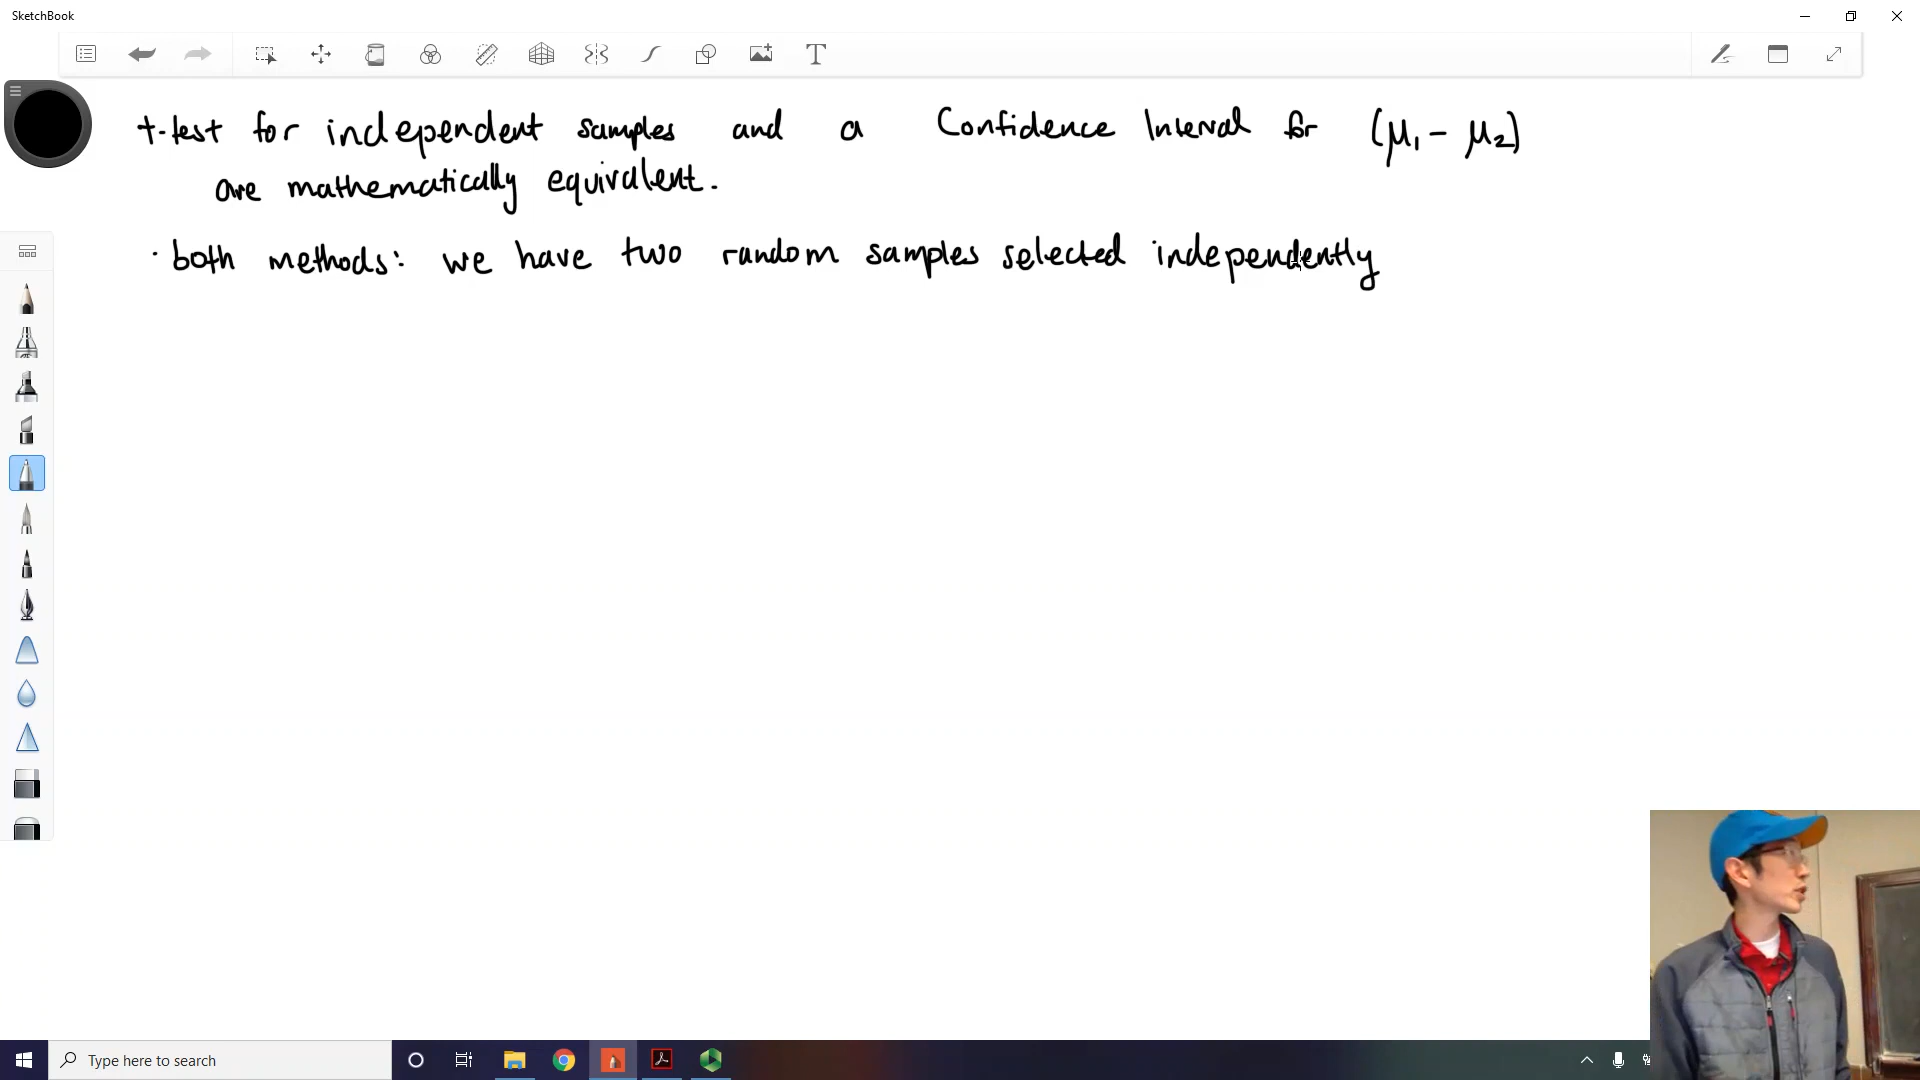 SketchBook
t-test for independent samples and a Confidence Interval for (μ₁ - μ₂)
are mathematically equivalent.
· both methods: we have two random samples selected independently
Type here to search